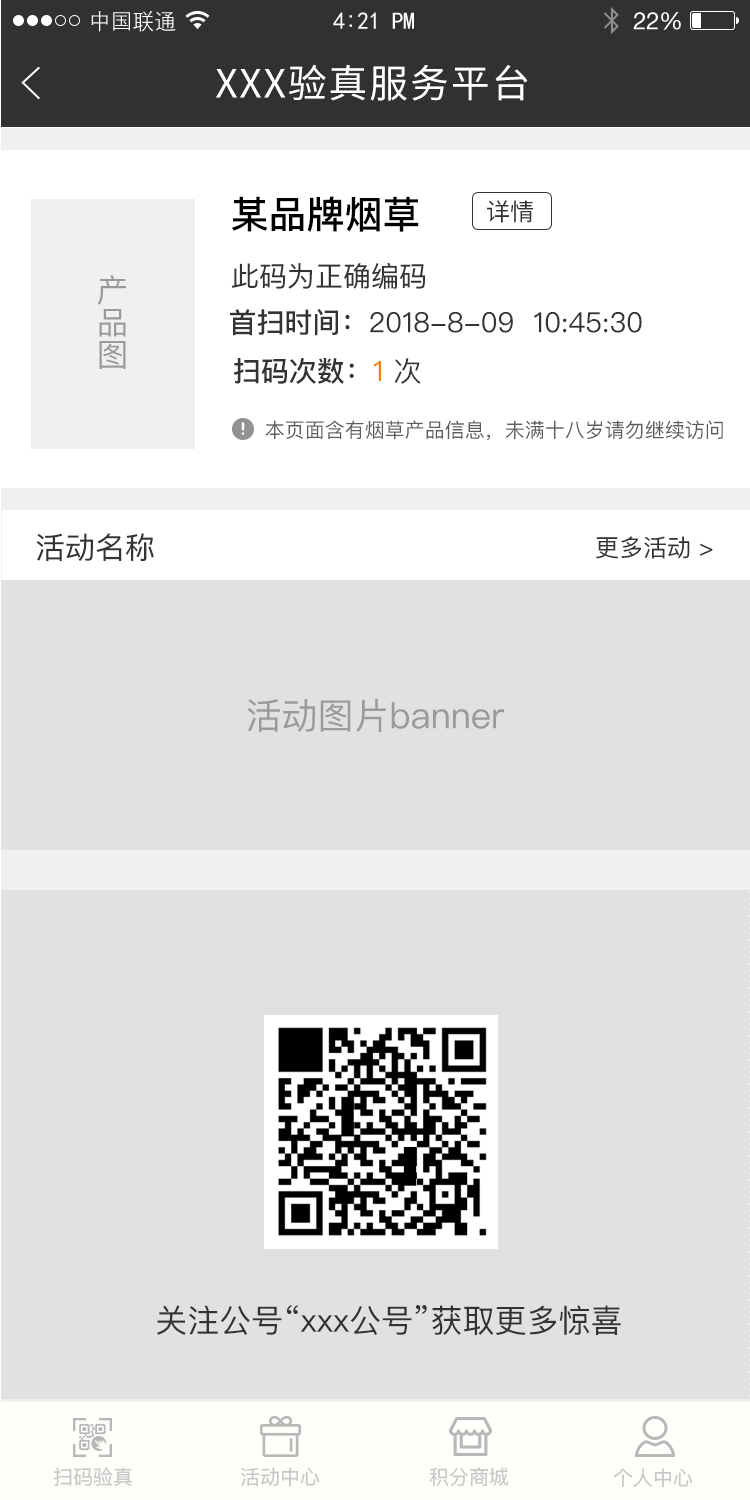 中国联通 4:21 PM 22%
XXX验真服务平台
某品牌烟草 详情
产
品
图
此码为正确编码
首扫时间：2018-8-09 10:45:30
扫码次数：1 次
! 本页面含有烟草产品信息，未满十八岁请勿继续访问
活动名称 更多活动 >
活动图片banner
关注公号“xxx公号”获取更多惊喜
扫码验真 活动中心 积分商城 个人中心